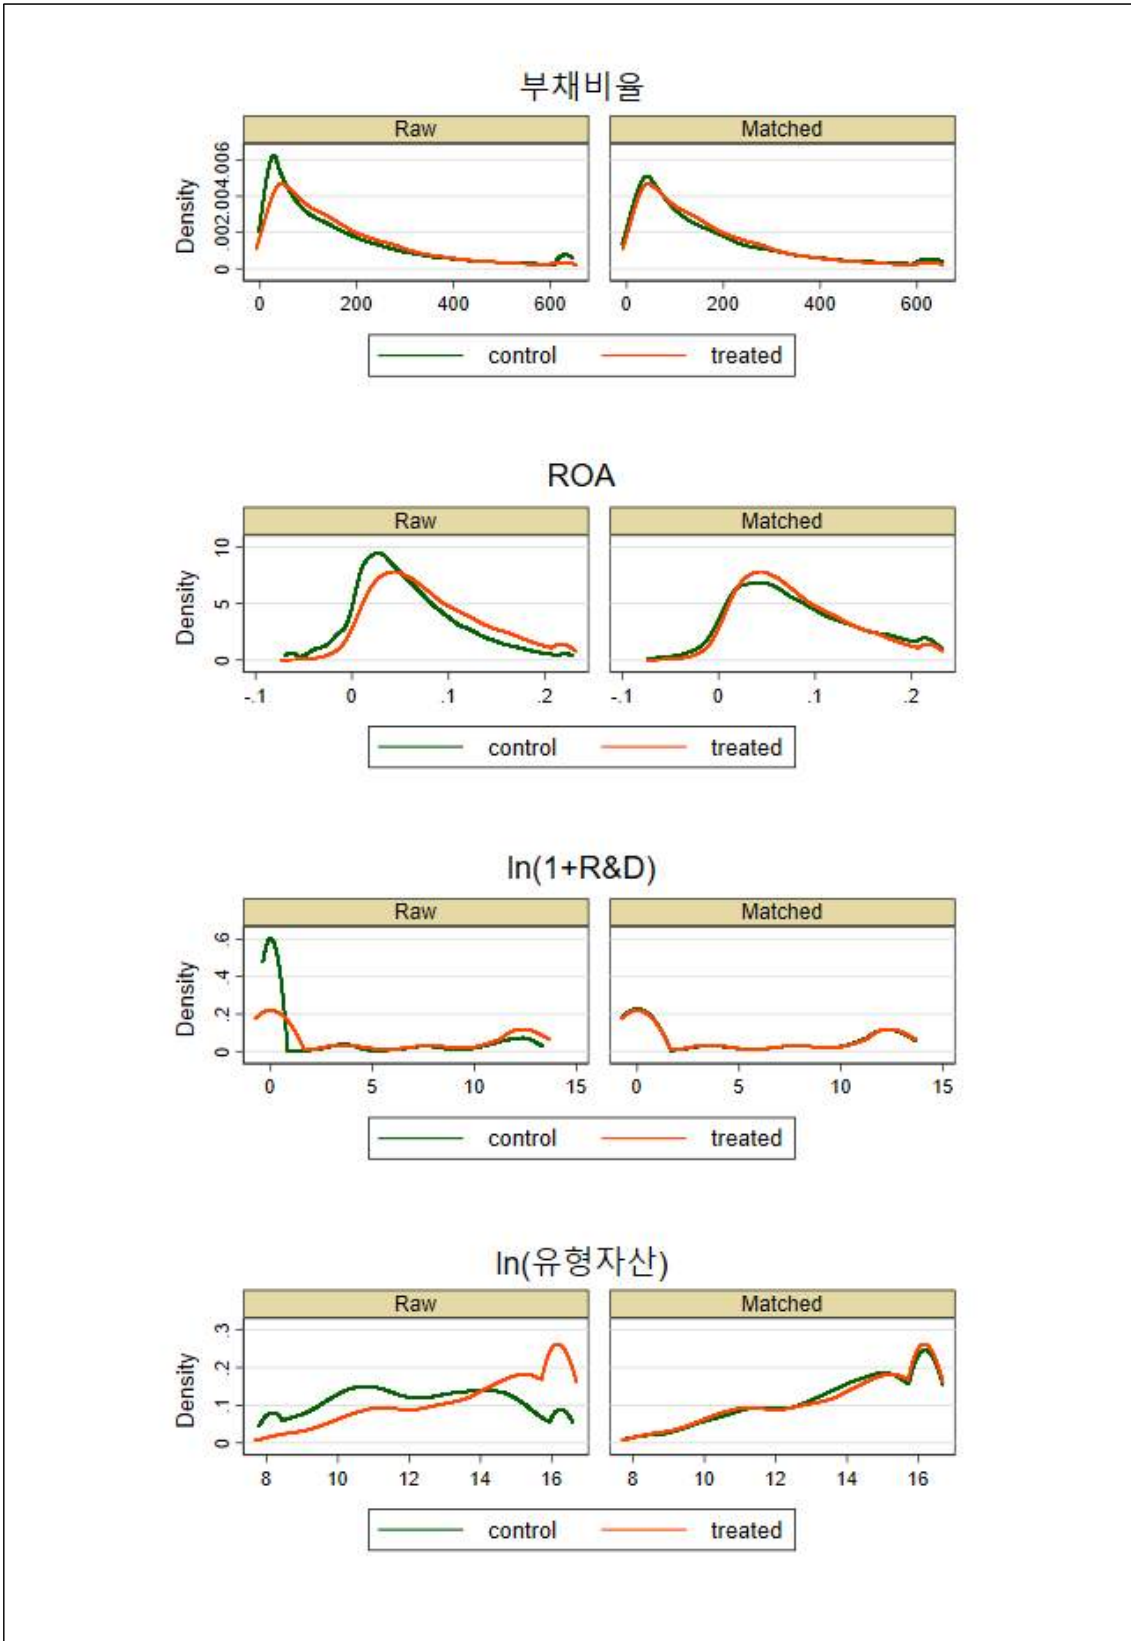 부채비율
Raw Matched
Density
0 .002 .004 .006
0 200 400 600 0 200 400 600
control treated
ROA
Raw Matched
Density
0 5 10
-.1 0 .1 .2 -.1 0 .1 .2
control treated
ln(1+R&D)
Raw Matched
Density
0 .2 .4 .6
0 5 10 15 0 5 10 15
control treated
ln(유형자산)
Raw Matched
Density
0 .1 .2 .3
8 10 12 14 16 8 10 12 14 16
control treated